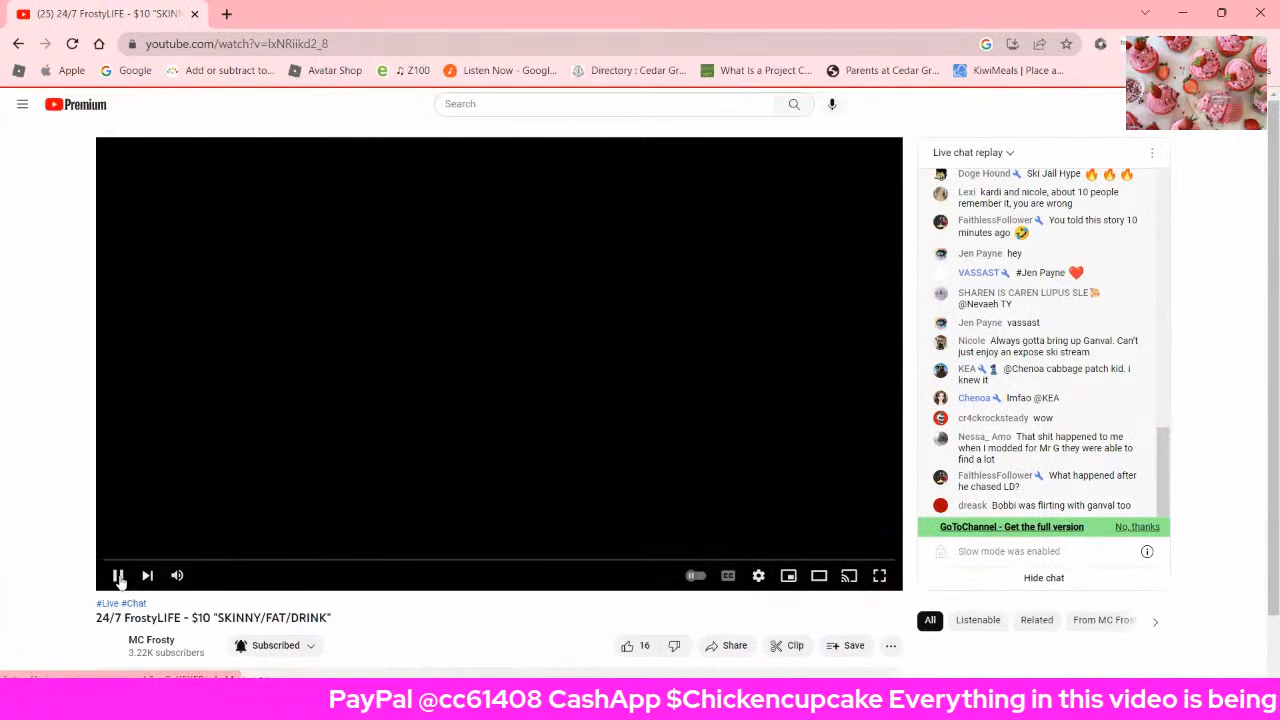 (25) 24/7 FrostyLIFE - $10 "SKIN
youtube.com/watch?v=lxNRiikd2_8
Apple
Google
Add or subtract to...
Avatar Shop
Z100
Listen Now - Googl...
Directory : Cedar Gr...
What Is a Project C...
Parents at Cedar Gr...
KiwiMeals | Place a...
Premium
Search
Live chat replay
Doge Hound Ski Jail Hype 🔥 🔥 🔥
Lexi kardi and nicole, about 10 people
remember it, you are wrong
FaithlessFollower You told this story 10
minutes ago 🤣
Jen Payne hey
VASSAST #Jen Payne ❤️
SHAREN IS CAREN LUPUS SLE
@Nevaeh TY
Jen Payne vassast
Nicole Always gotta bring up Ganval. Can't
just enjoy an expose ski stream
KEA @Chenoa cabbage patch kid. i
knew it
Chenoa lmfao @KEA
cr4ckrocksteady wow
Nessa_ Amo That shit happened to me
when I modded for Mr G they were able to
find a lot
FaithlessFollower What happened after
he chased LD?
dreask Bobbi was flirting with ganval too
GoToChannel - Get the full version
No, thanks
Slow mode was enabled
Hide chat
CC
#Live #Chat
24/7 FrostyLIFE - $10 "SKINNY/FAT/DRINK"
MC Frosty
3.22K subscribers
Subscribed
16
Share
Clip
Save
All
Listenable
Related
From MC Frost
PayPal @cc61408 CashApp $Chickencupcake Everything in this video is being